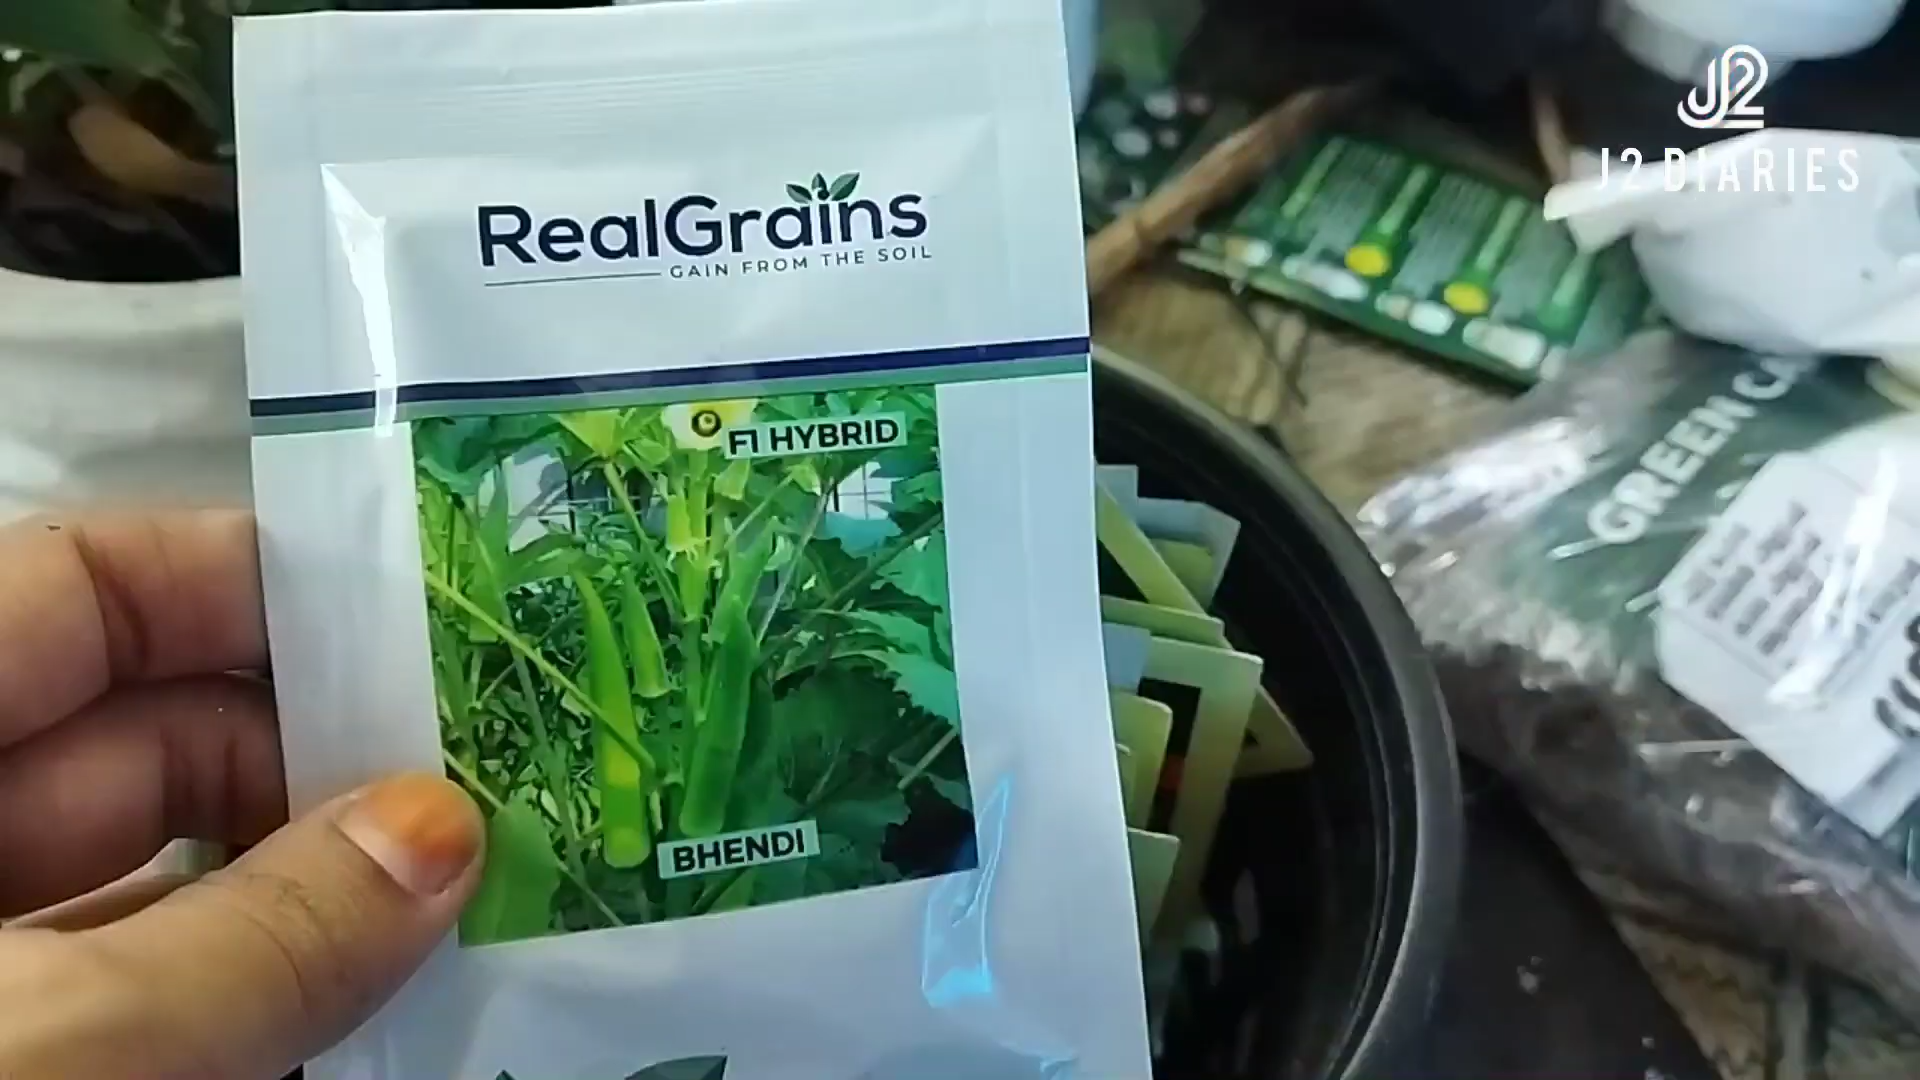 RealGrains
GAIN FROM THE SOIL
F1 HYBRID
BHENDI
J2
J2 DIARIES
GREEN